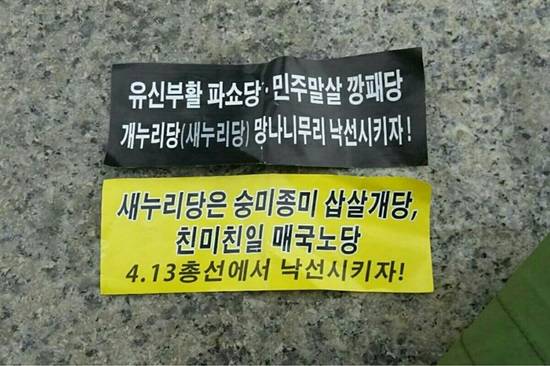 유신부활 파쇼당·민주말살 깡패당
개누리당(새누리당) 망나니무리 낙선시키자!
새누리당은 숭미종미 삽살개당,
친미친일 매국노당
4.13총선에서 낙선시키자!